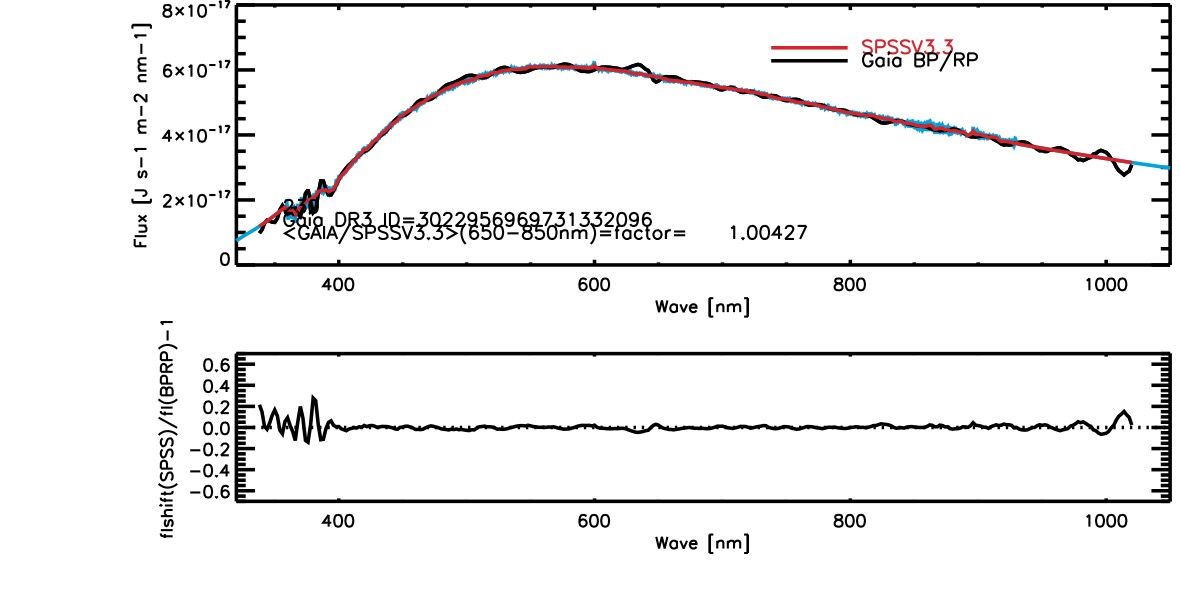 8×10−17
6×10−17
4×10−17
2×10−17
0
Flux [J s−1 m−2 nm−1]
SPSSV3.3
Gaia BP/RP
Gaia DR3 ID=3022956969731332096
<GAIA/SPSSV3.3>(650−850nm)=factor= 1.00427
400 600 800 1000
Wave [nm]
flshift(SPSS)/fl(BPRP)−1
0.6
0.4
0.2
0.0
−0.2
−0.4
−0.6
400 600 800 1000
Wave [nm]